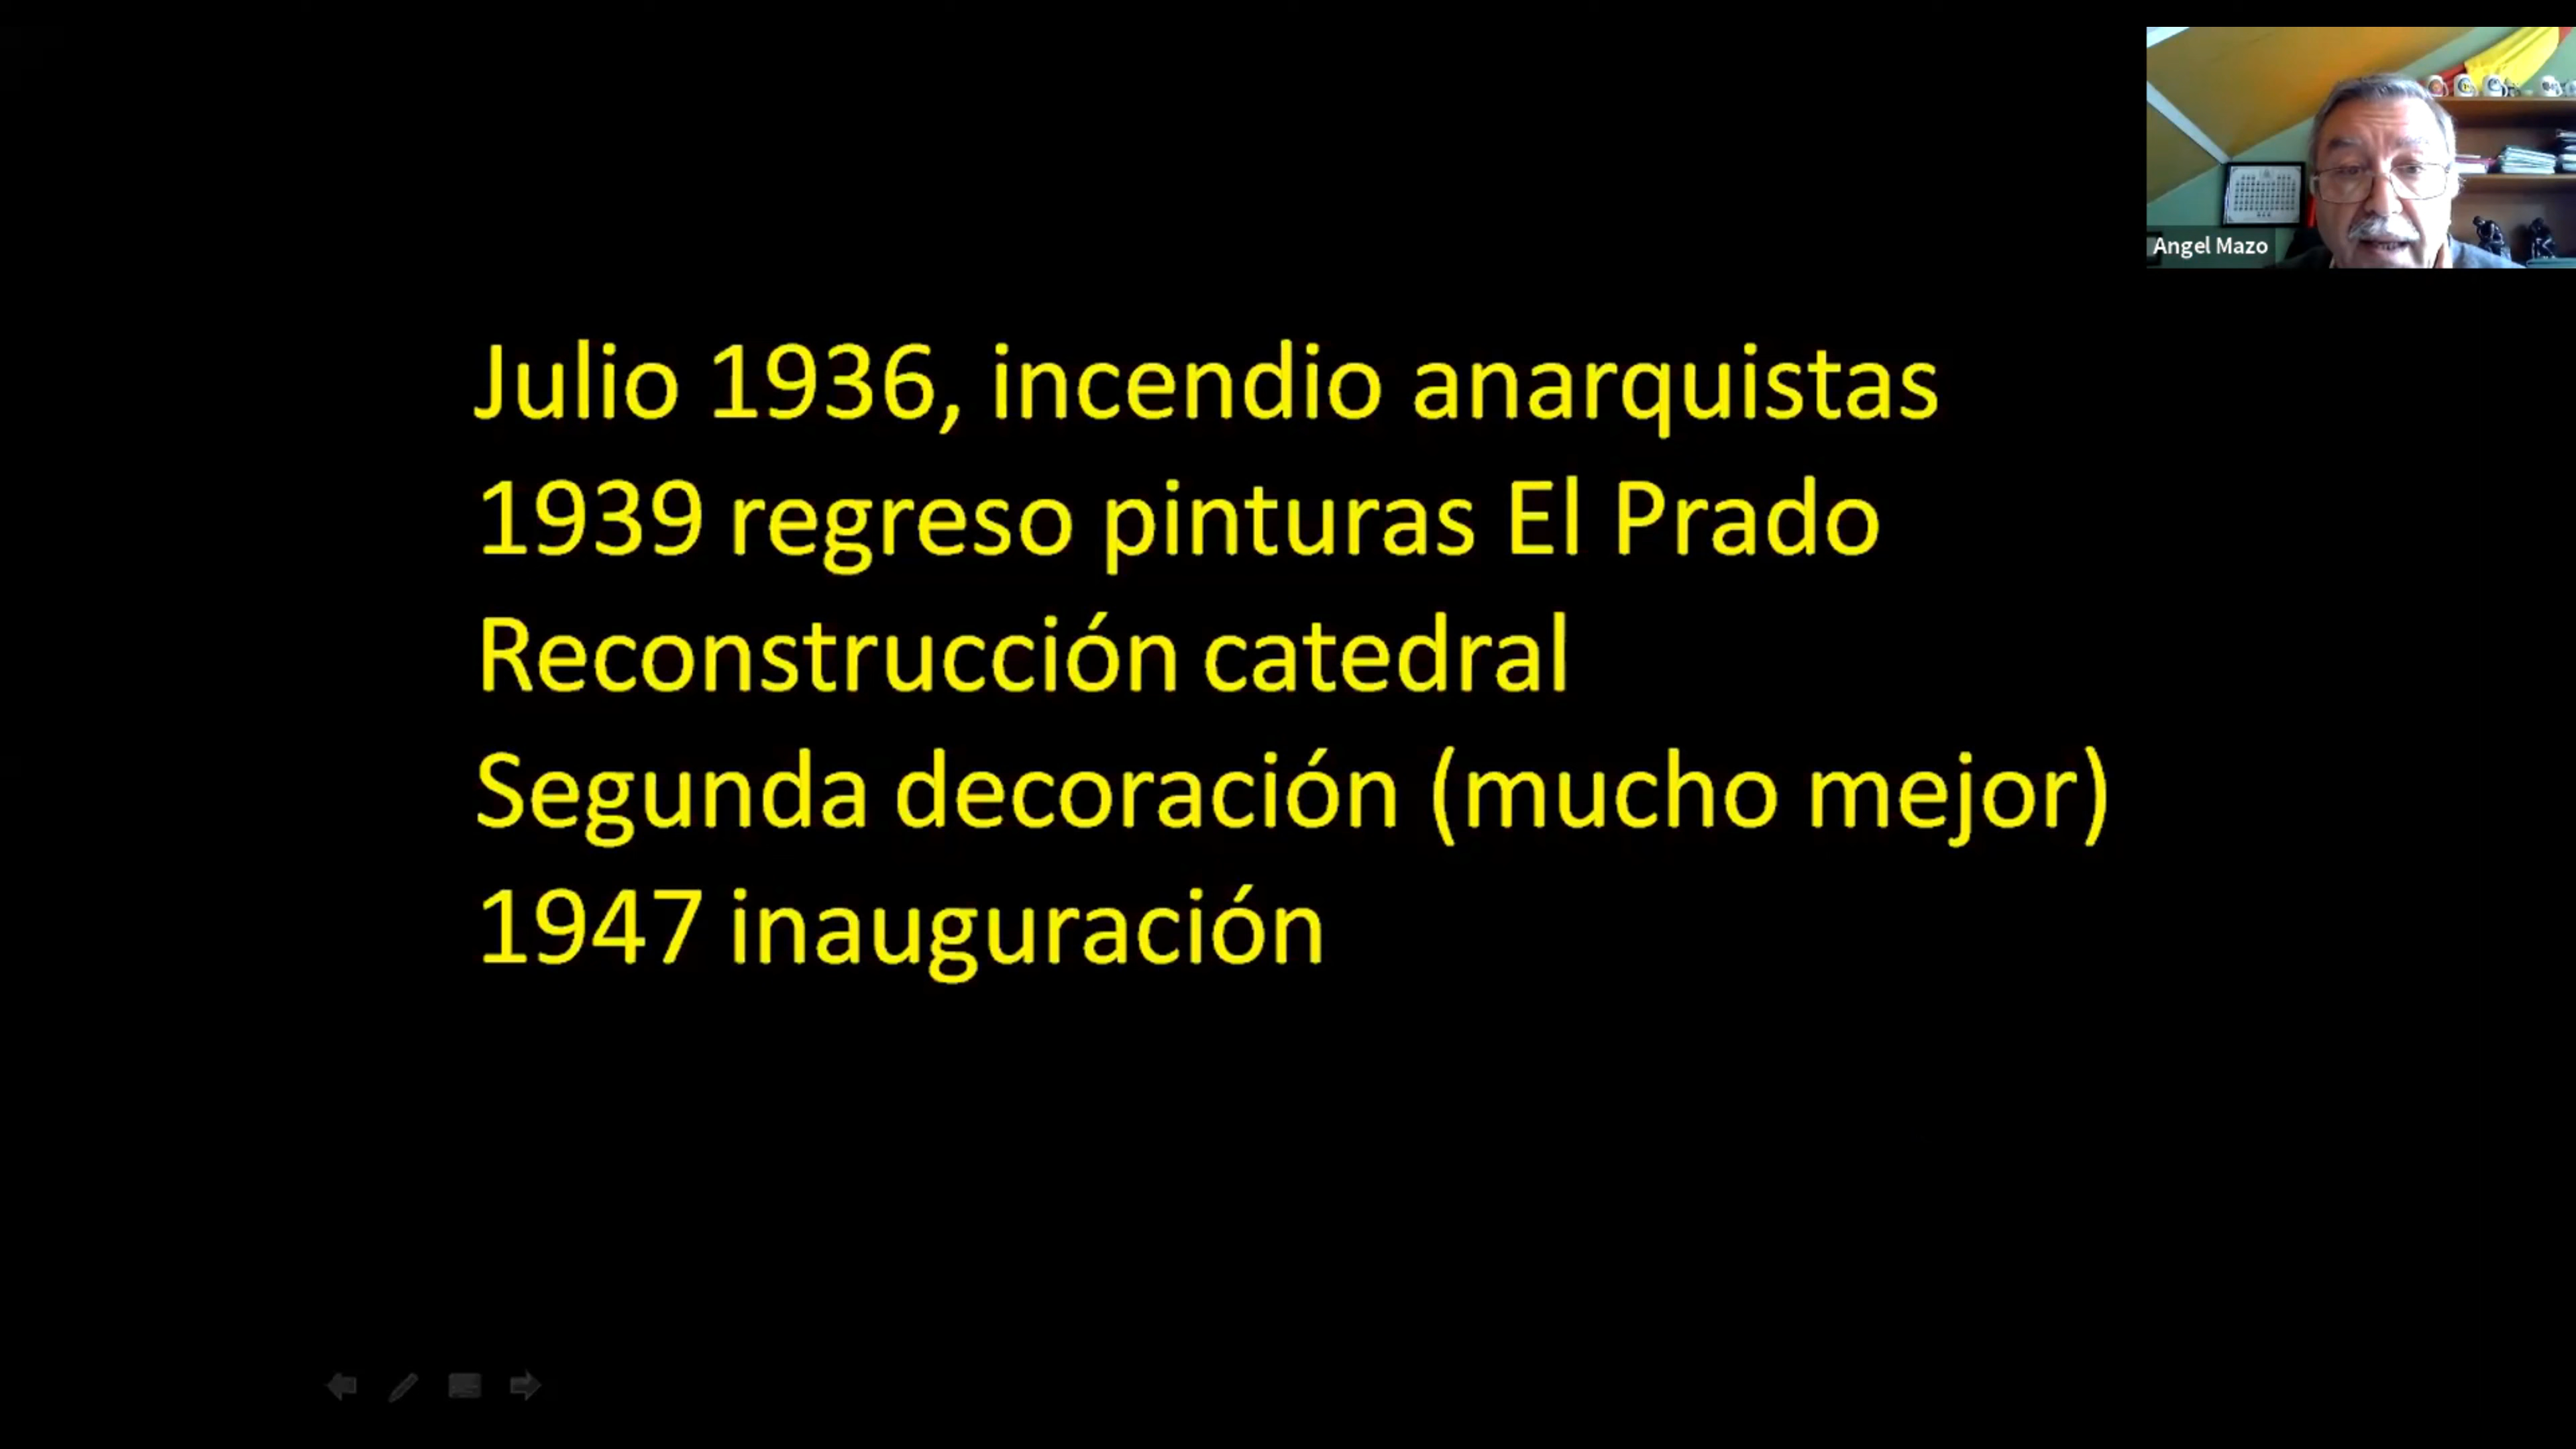 Angel Mazo
Julio 1936, incendio anarquistas
1939 regreso pinturas El Prado
Reconstrucción catedral
Segunda decoración (mucho mejor)
1947 inauguración